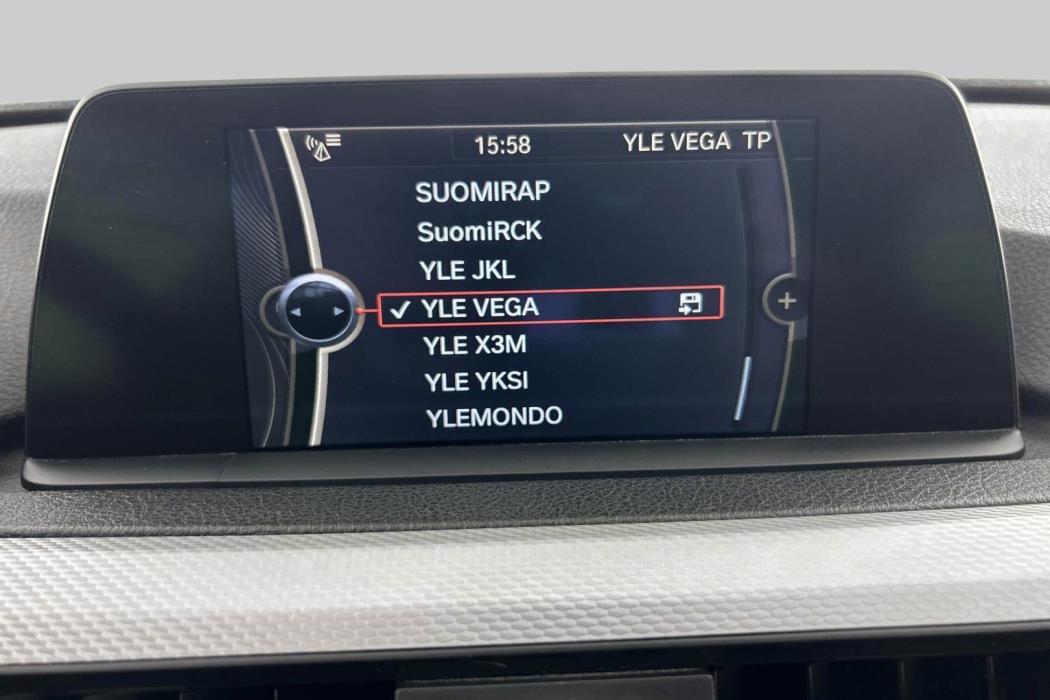 15:58 YLE VEGA TP
SUOMIRAP
SuomiRCK
YLE JKL
YLE VEGA
YLE X3M
YLE YKSI
YLEMONDO